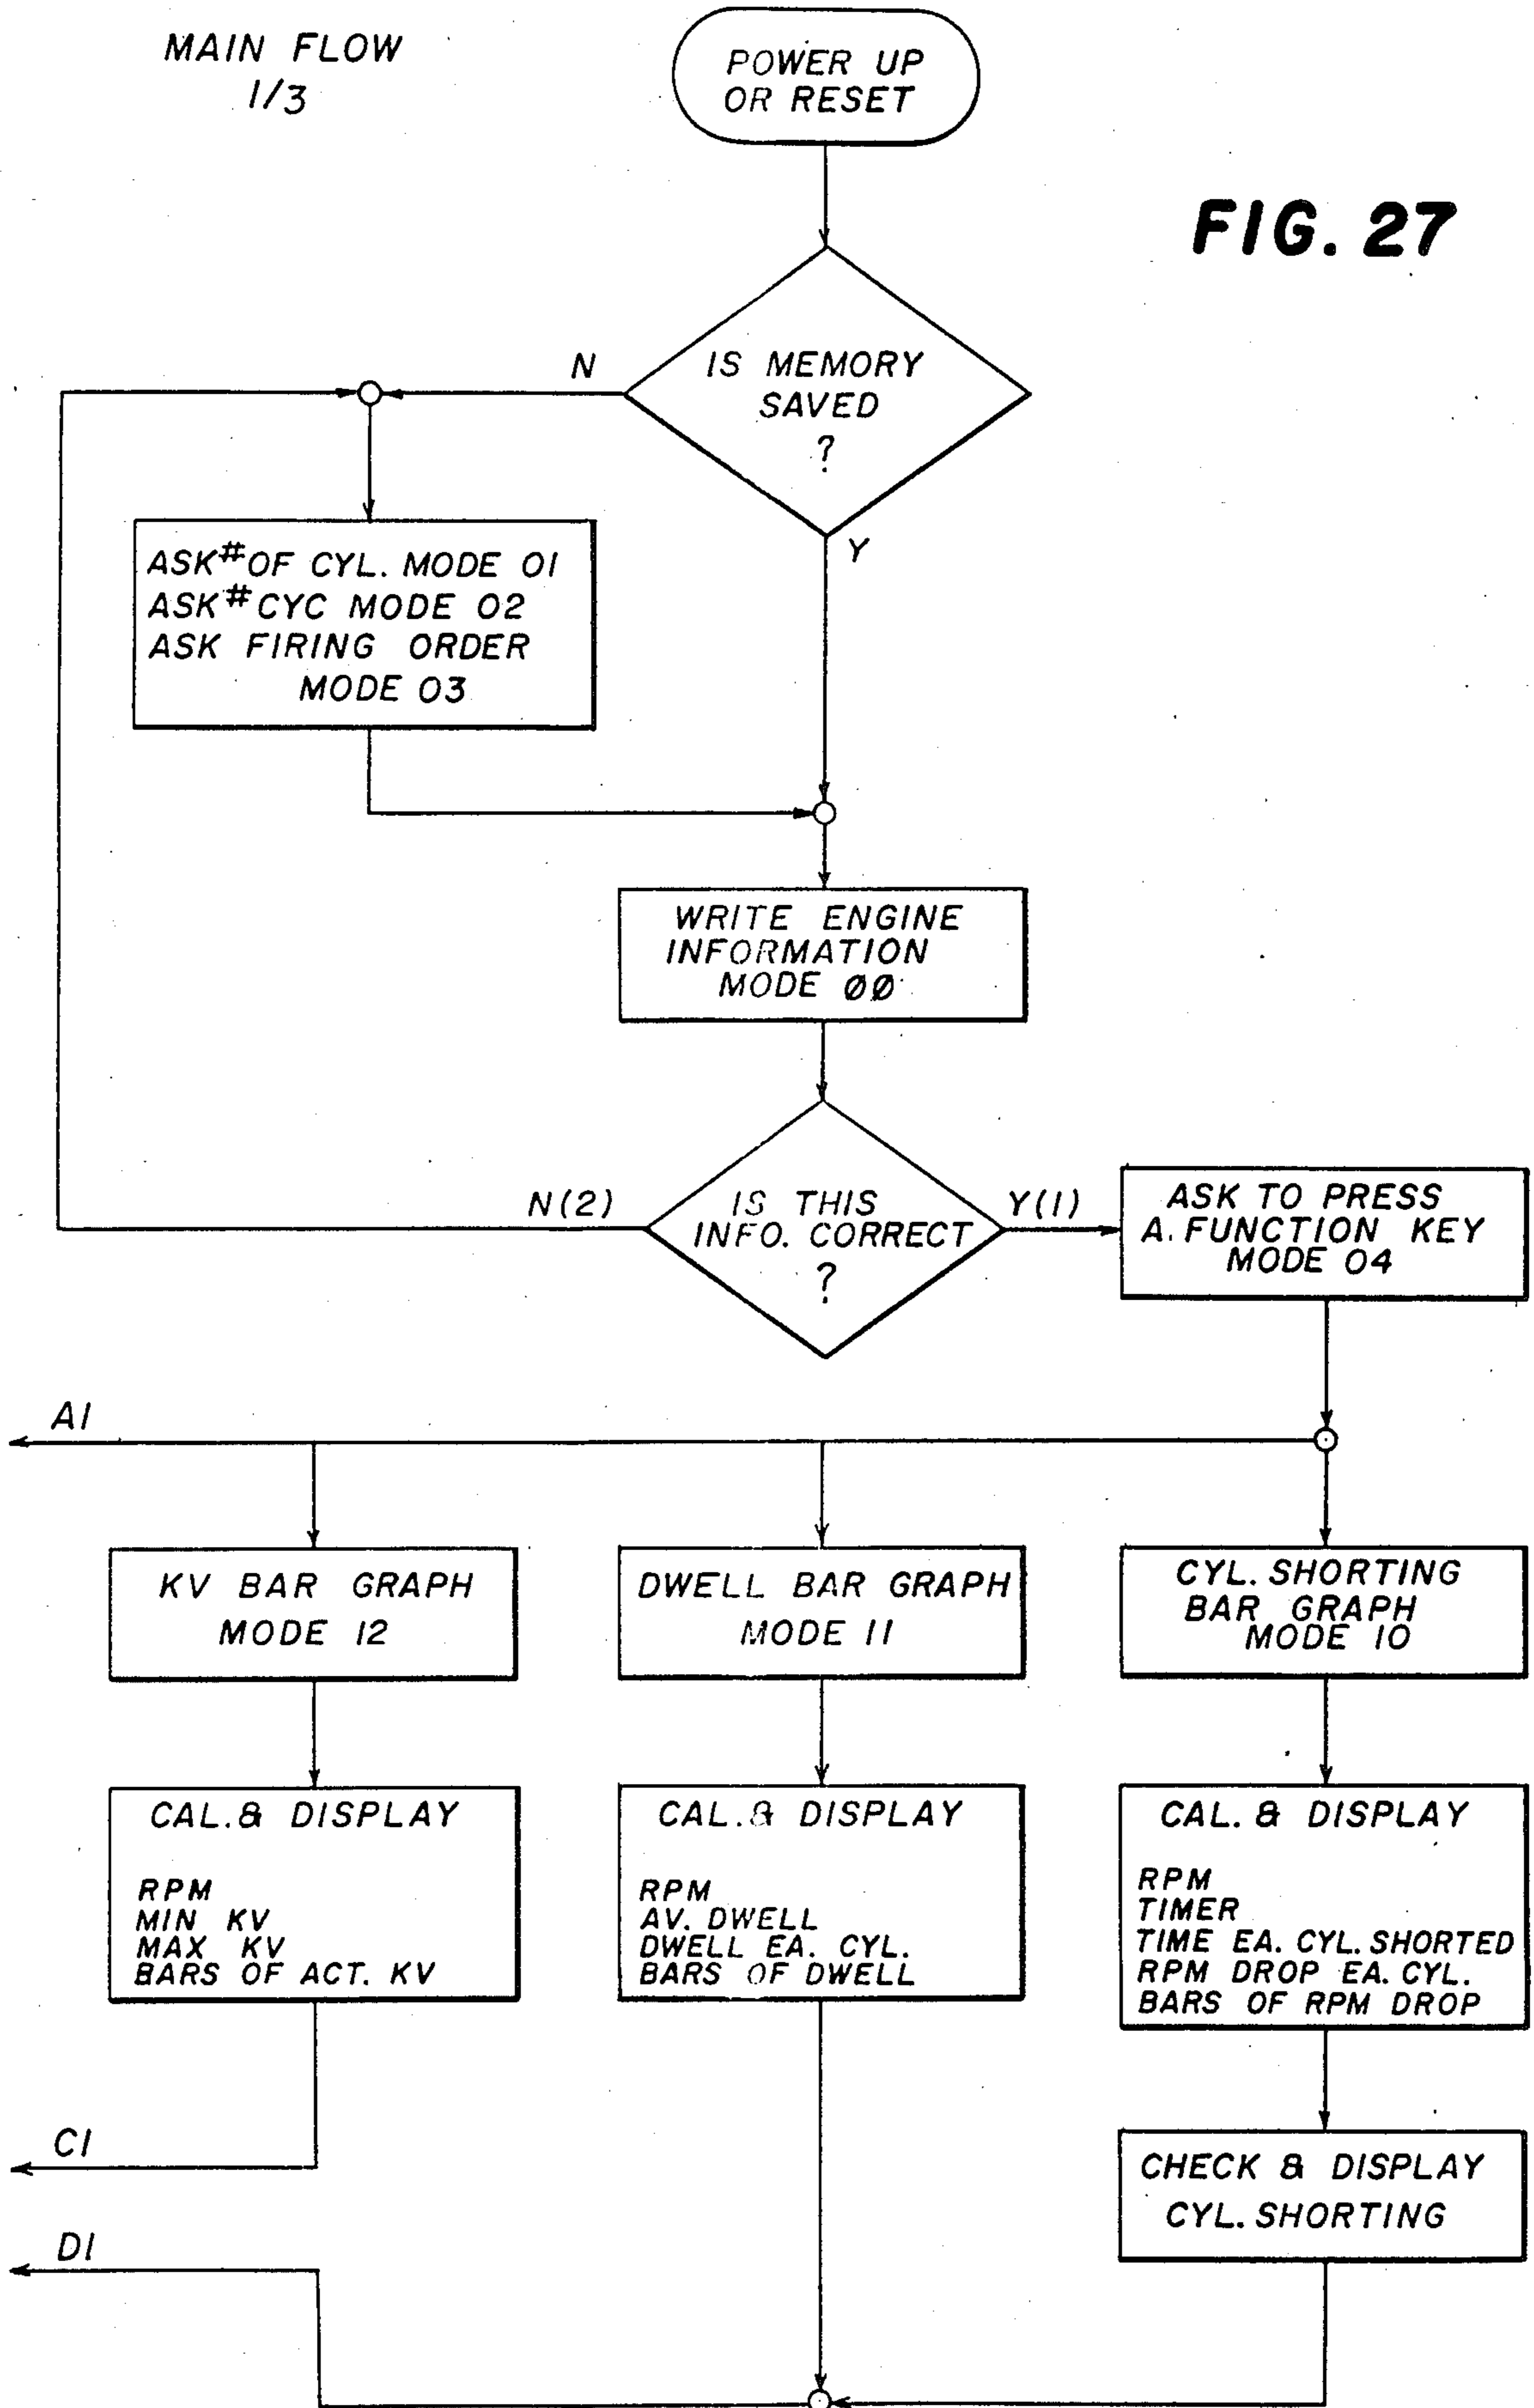 MAIN FLOW
1/3
POWER UP
OR RESET
FIG. 27
IS MEMORY
SAVED
?
N
Y
ASK # OF CYL. MODE 01
ASK # CYC MODE 02
ASK FIRING ORDER
MODE 03
WRITE ENGINE
INFORMATION
MODE ØØ
IS THIS
INFO. CORRECT
?
N(2)
Y(1)
ASK TO PRESS
A. FUNCTION KEY
MODE 04
A1
KV BAR GRAPH
MODE 12
DWELL BAR GRAPH
MODE 11
CYL. SHORTING
BAR GRAPH
MODE 10
CAL. & DISPLAY
RPM
MIN KV
MAX KV
BARS OF ACT. KV
CAL. & DISPLAY
RPM
AV. DWELL
DWELL EA. CYL.
BARS OF DWELL
CAL. & DISPLAY
RPM
TIMER
TIME EA. CYL. SHORTED
RPM DROP EA. CYL.
BARS OF RPM DROP
C1
CHECK & DISPLAY
CYL. SHORTING
D1